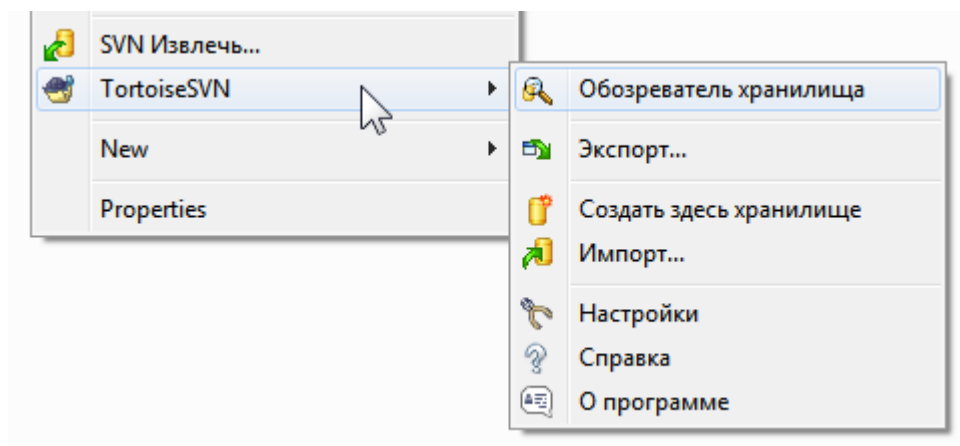 SVN Извлечь...
TortoiseSVN
New
Properties
Обозреватель хранилища
Экспорт...
Создать здесь хранилище
Импорт...
Настройки
Справка
О программе